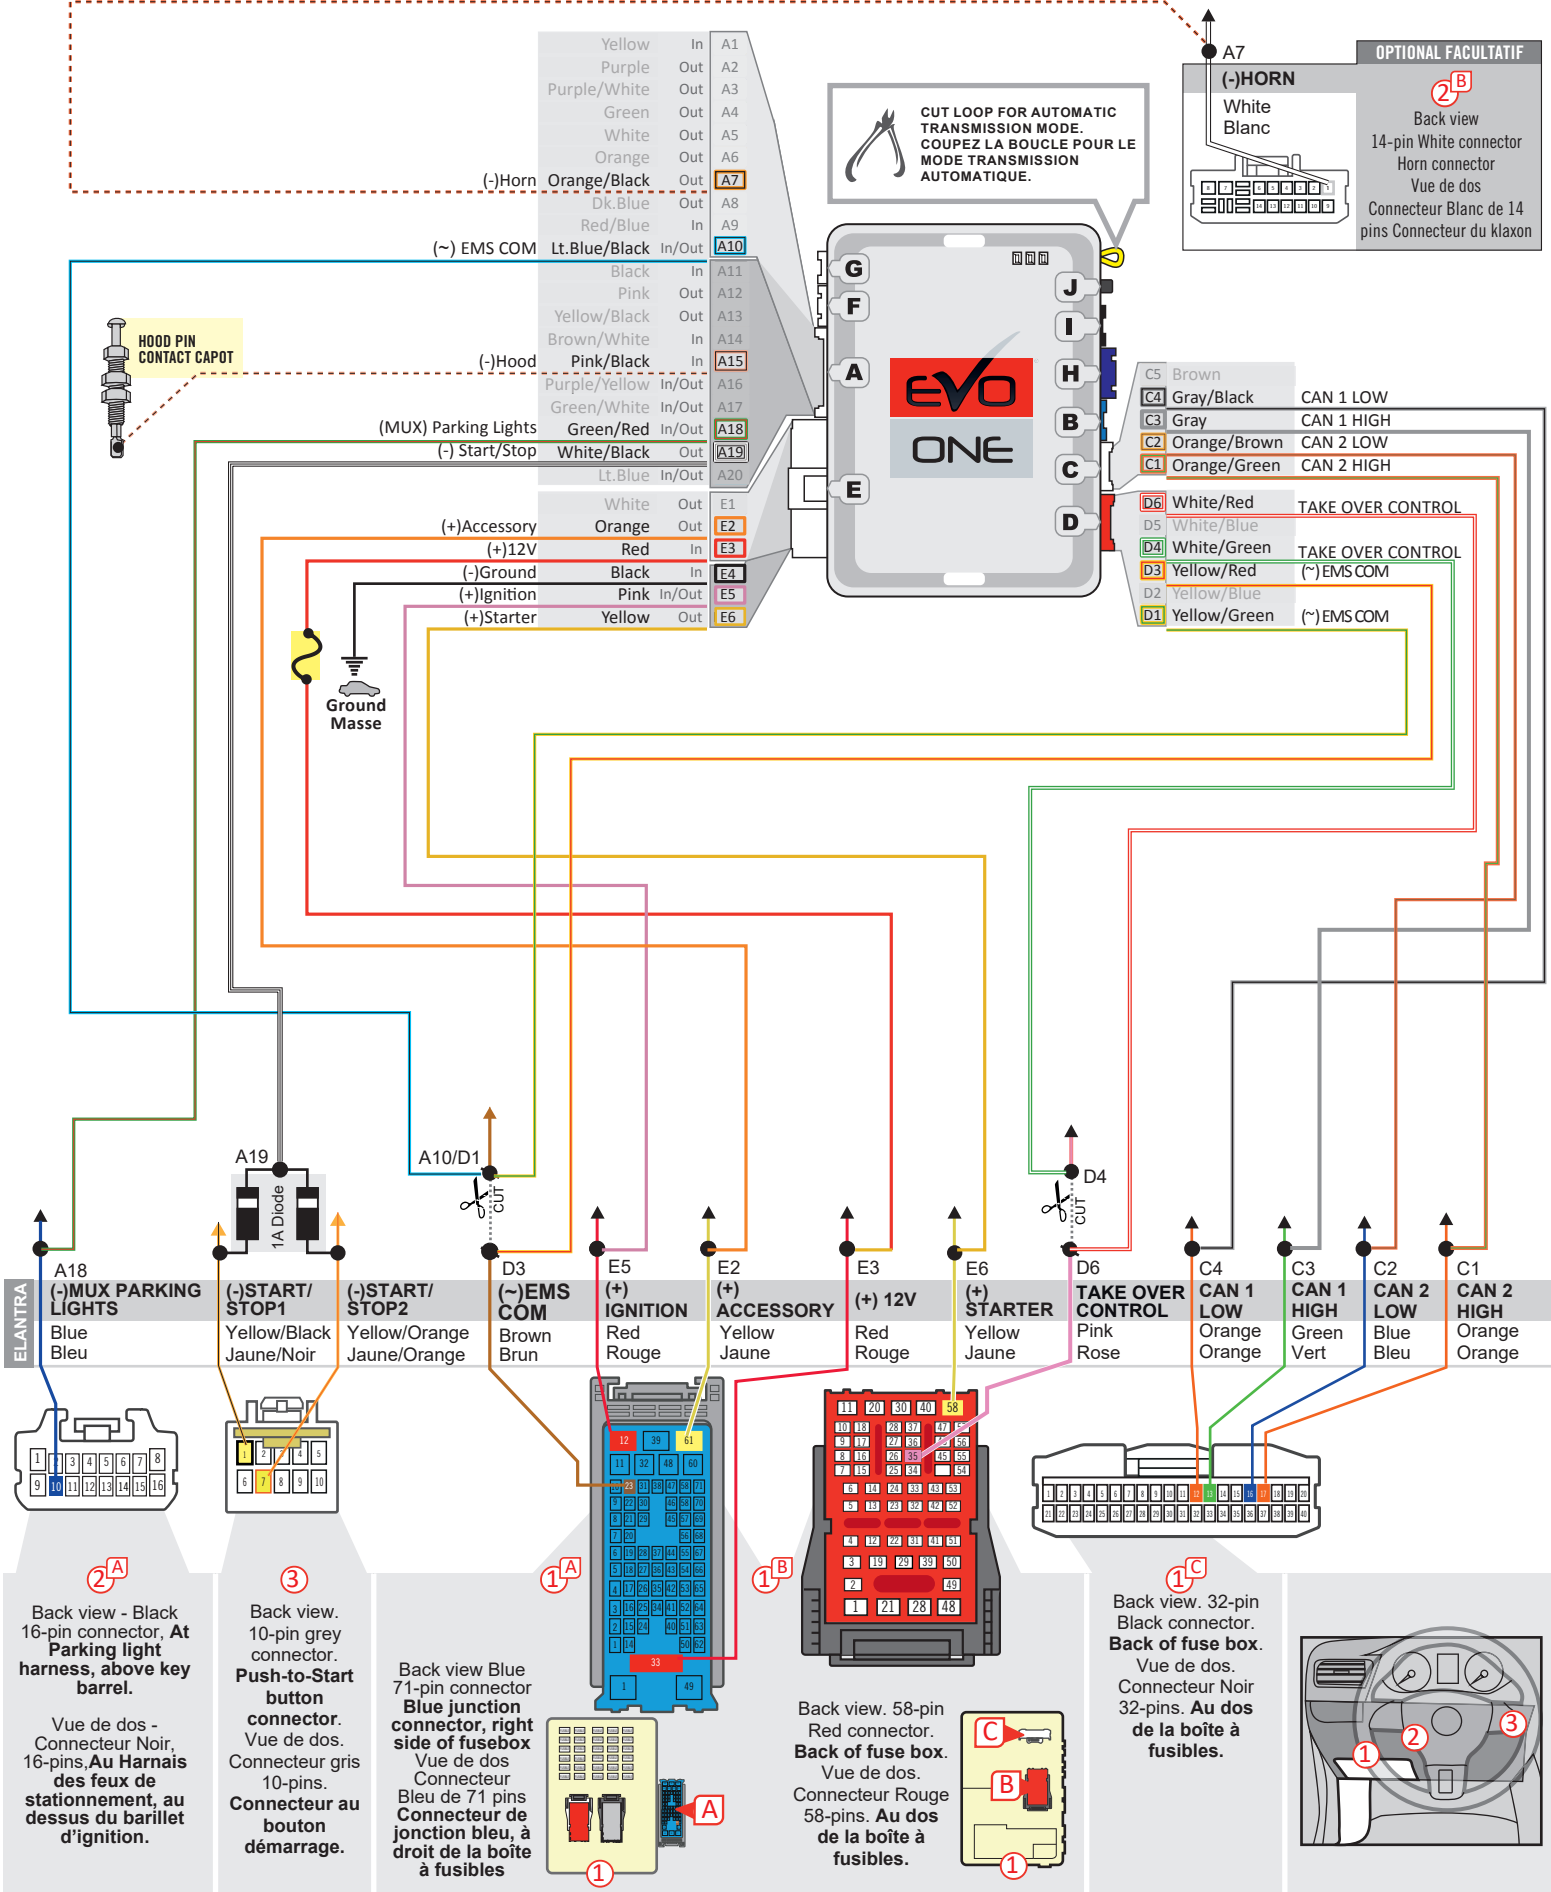 Yellow In A1
Purple Out A2
Purple/White Out A3
Green Out A4
White Out A5
Orange Out A6
(-)Horn Orange/Black Out A7
Dk.Blue Out A8
Red/Blue In A9
(~) EMS COM Lt.Blue/Black In/Out A10
Black In A11
Pink Out A12
Yellow/Black Out A13
Brown/White In A14
(-)Hood Pink/Black In A15
Purple/Yellow In/Out A16
Green/White In/Out A17
(MUX) Parking Lights Green/Red In/Out A18
(-) Start/Stop White/Black Out A19
Lt.Blue In/Out A20
White Out E1
(+)Accessory Orange Out E2
(+)12V Red In E3
(-)Ground Black In E4
(+)Ignition Pink In/Out E5
(+)Starter Yellow Out E6
HOOD PIN
CONTACT CAPOT
Ground
Masse
CUT LOOP FOR AUTOMATIC
TRANSMISSION MODE.
COUPEZ LA BOUCLE POUR LE
MODE TRANSMISSION
AUTOMATIQUE.
G
F
A
E
J
I
H
B
C
D
EVO
ONE
A7
(-)HORN
White
Blanc
OPTIONAL FACULTATIF
2 B
Back view
14-pin White connector
Horn connector
Vue de dos
Connecteur Blanc de 14
pins Connecteur du klaxon
C5 Brown
C4 Gray/Black CAN 1 LOW
C3 Gray CAN 1 HIGH
C2 Orange/Brown CAN 2 LOW
C1 Orange/Green CAN 2 HIGH
D6 White/Red TAKE OVER CONTROL
D5 White/Blue
D4 White/Green TAKE OVER CONTROL
D3 Yellow/Red (~) EMS COM
D2 Yellow/Blue
D1 Yellow/Green (~) EMS COM
A19
1A Diode
A10/D1
CUT
D4
CUT
ELANTRA
A18
(-)MUX PARKING
LIGHTS
Blue
Bleu
(-)START/
STOP1
Yellow/Black
Jaune/Noir
(-)START/
STOP2
Yellow/Orange
Jaune/Orange
D3
(~)EMS
COM
Brown
Brun
E5
(+)
IGNITION
Red
Rouge
E2
(+)
ACCESSORY
Yellow
Jaune
E3
(+) 12V
Red
Rouge
E6
(+)
STARTER
Yellow
Jaune
D6
TAKE OVER
CONTROL
Pink
Rose
C4
CAN 1
LOW
Orange
Orange
C3
CAN 1
HIGH
Green
Vert
C2
CAN 2
LOW
Blue
Bleu
C1
CAN 2
HIGH
Orange
Orange
2 A
Back view - Black
16-pin connector, At
Parking light
harness, above key
barrel.
Vue de dos -
Connecteur Noir,
16-pins,Au Harnais
des feux de
stationnement, au
dessus du barillet
d'ignition.
3
Back view.
10-pin grey
connector.
Push-to-Start
button
connector.
Vue de dos.
Connecteur gris
10-pins.
Connecteur au
bouton
démarrage.
1 A
Back view Blue
71-pin connector
Blue junction
connector, right
side of fusebox
Vue de dos
Connecteur
Bleu de 71 pins
Connecteur de
jonction bleu, à
droit de la boîte
à fusibles
A
1
1 B
Back view. 58-pin
Red connector.
Back of fuse box.
Vue de dos.
Connecteur Rouge
58-pins. Au dos
de la boîte à
fusibles.
C
B
1
1 C
Back view. 32-pin
Black connector.
Back of fuse box.
Vue de dos.
Connecteur Noir
32-pins. Au dos
de la boîte à
fusibles.
1
2
3